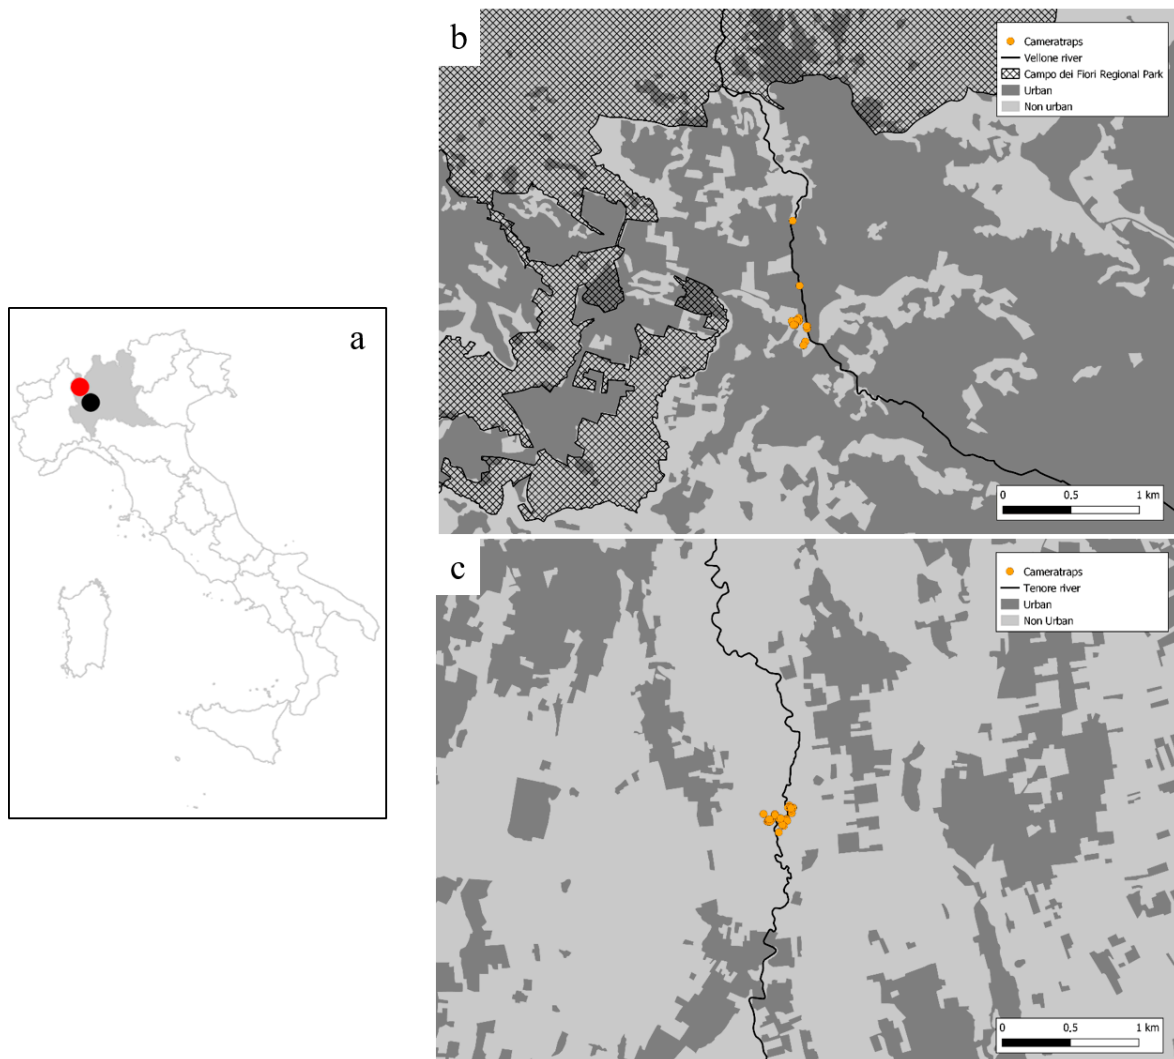 a
b
Cameratraps
Vellone river
Campo dei Fiori Regional Park
Urban
Non urban
0 0.5 1 km
c
Cameratraps
Tenore river
Urban
Non Urban
0 0.5 1 km